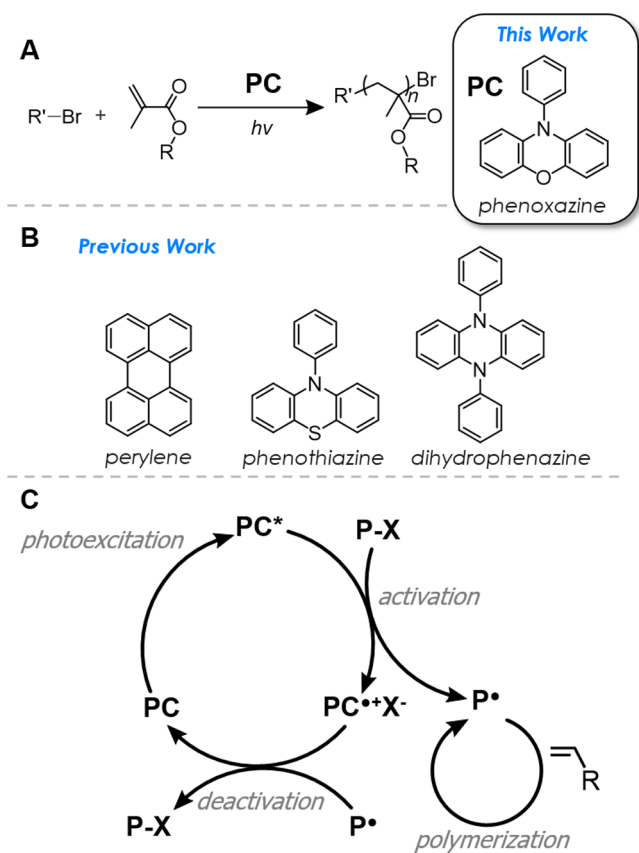 A
This Work
PC
R'–Br + O O R
PC
hν
R' ( )n Br O O R
N
O
phenoxazine
B
Previous Work
perylene
N
S
phenothiazine
N
N
dihydrophenazine
C
photoexcitation
PC*
P-X
activation
PC
PC•+X-
P•
R
deactivation
P-X
P•
polymerization